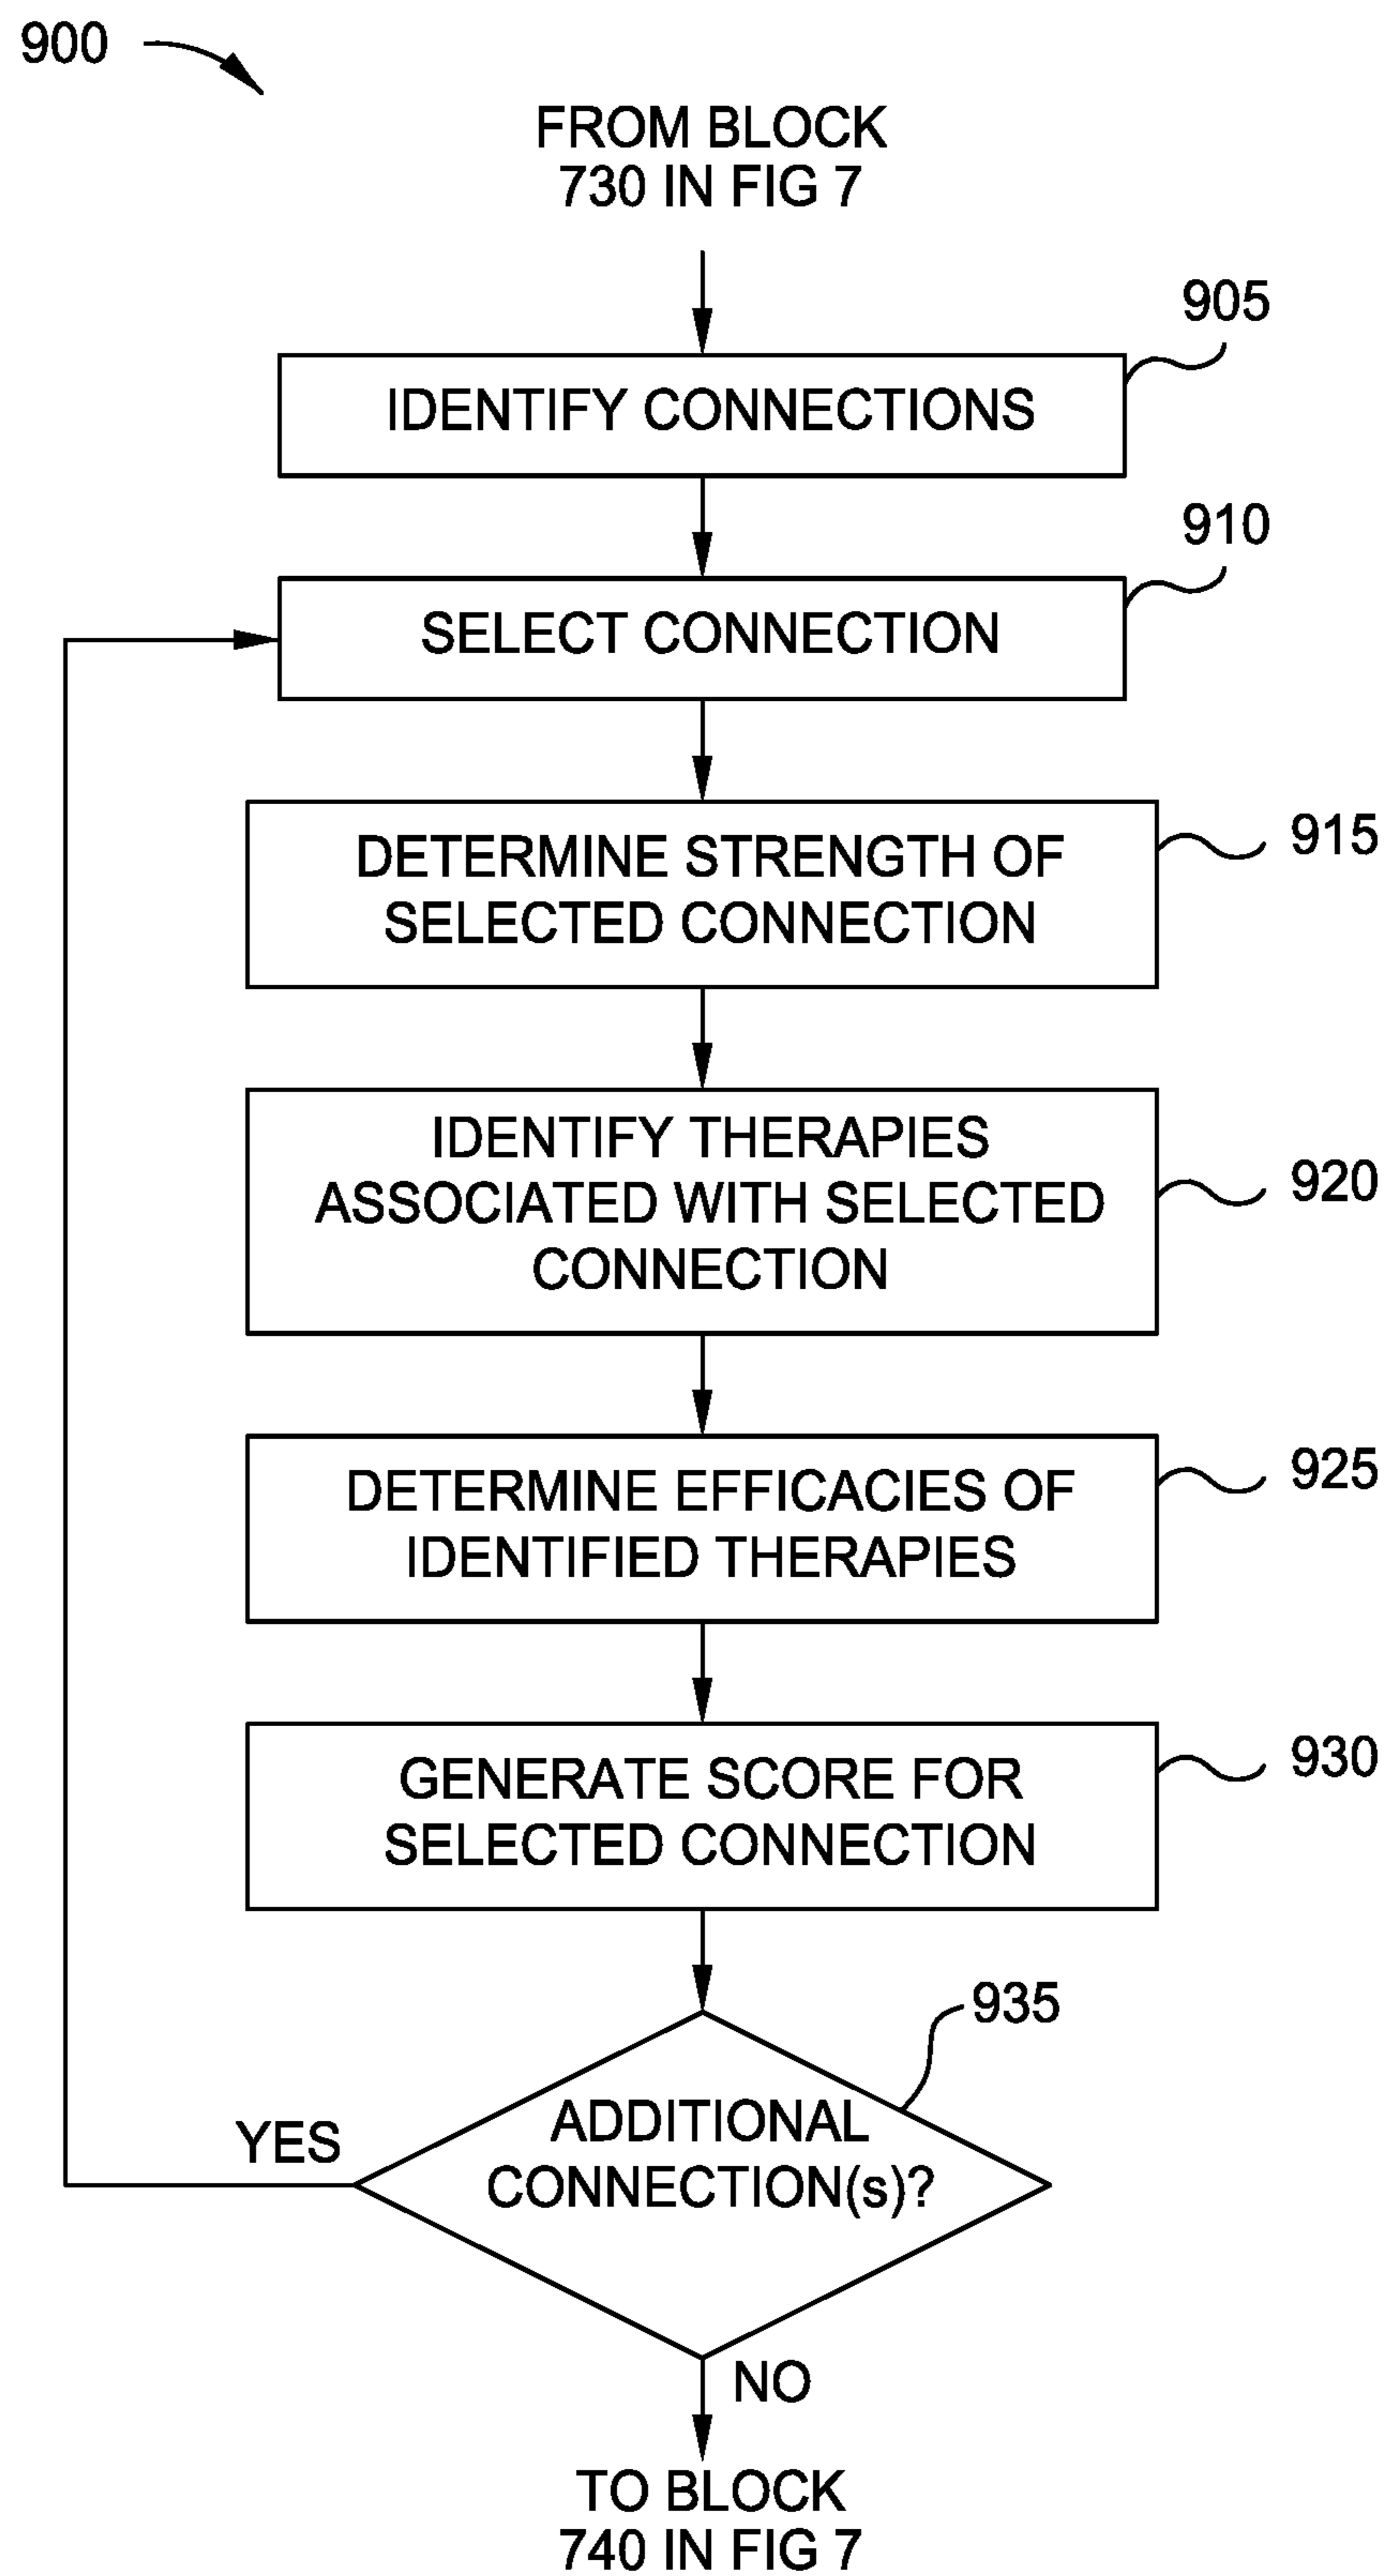 900
FROM BLOCK
730 IN FIG 7
905
IDENTIFY CONNECTIONS
910
SELECT CONNECTION
DETERMINE STRENGTH OF
SELECTED CONNECTION
915
IDENTIFY THERAPIES
ASSOCIATED WITH SELECTED
CONNECTION
920
DETERMINE EFFICACIES OF
IDENTIFIED THERAPIES
925
GENERATE SCORE FOR
SELECTED CONNECTION
930
935
ADDITIONAL
CONNECTION(s)?
YES
NO
TO BLOCK
740 IN FIG 7